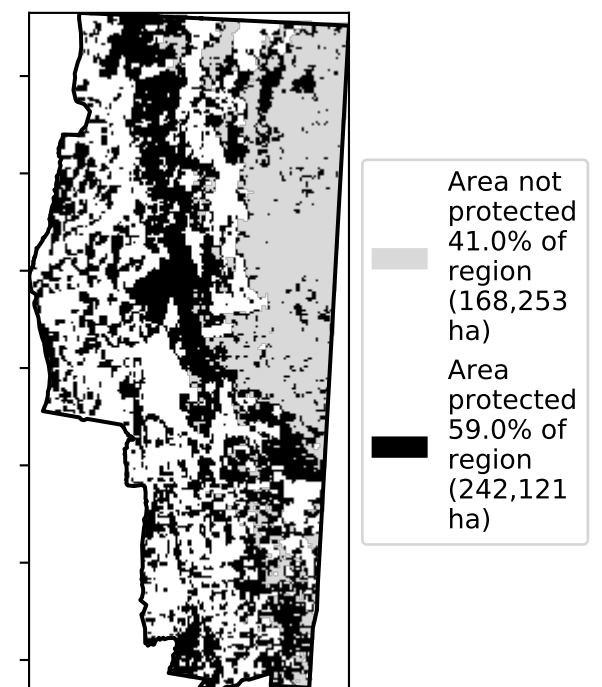 Area not
protected
41.0% of
region
(168,253
ha)
Area
protected
59.0% of
region
(242,121
ha)